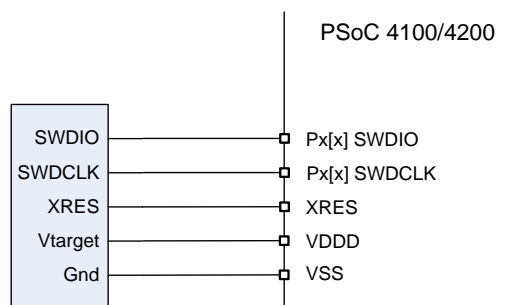 PSoC 4100/4200
SWDIO Px[x] SWDIO
SWDCLK Px[x] SWDCLK
XRES XRES
Vtarget VDDD
Gnd VSS